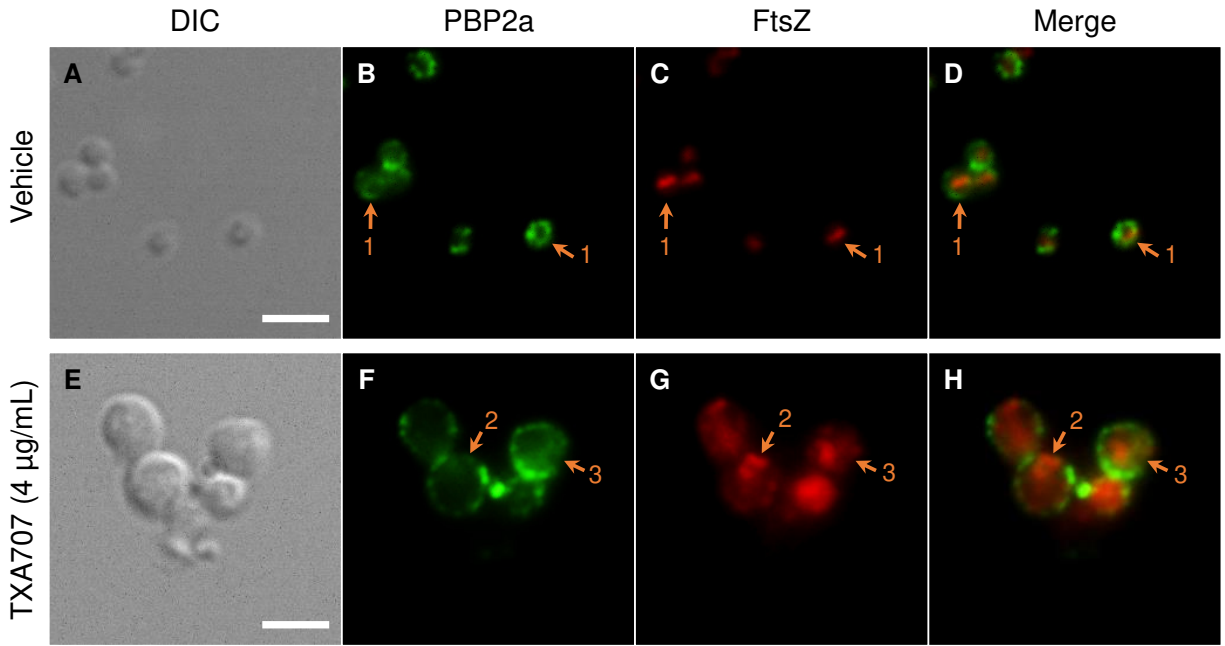 DIC PBP2a FtsZ Merge
Vehicle
A B C D
1 1 1 1 1 1
TXA707 (4 µg/mL)
E F G H
2 2 2
3 3 3